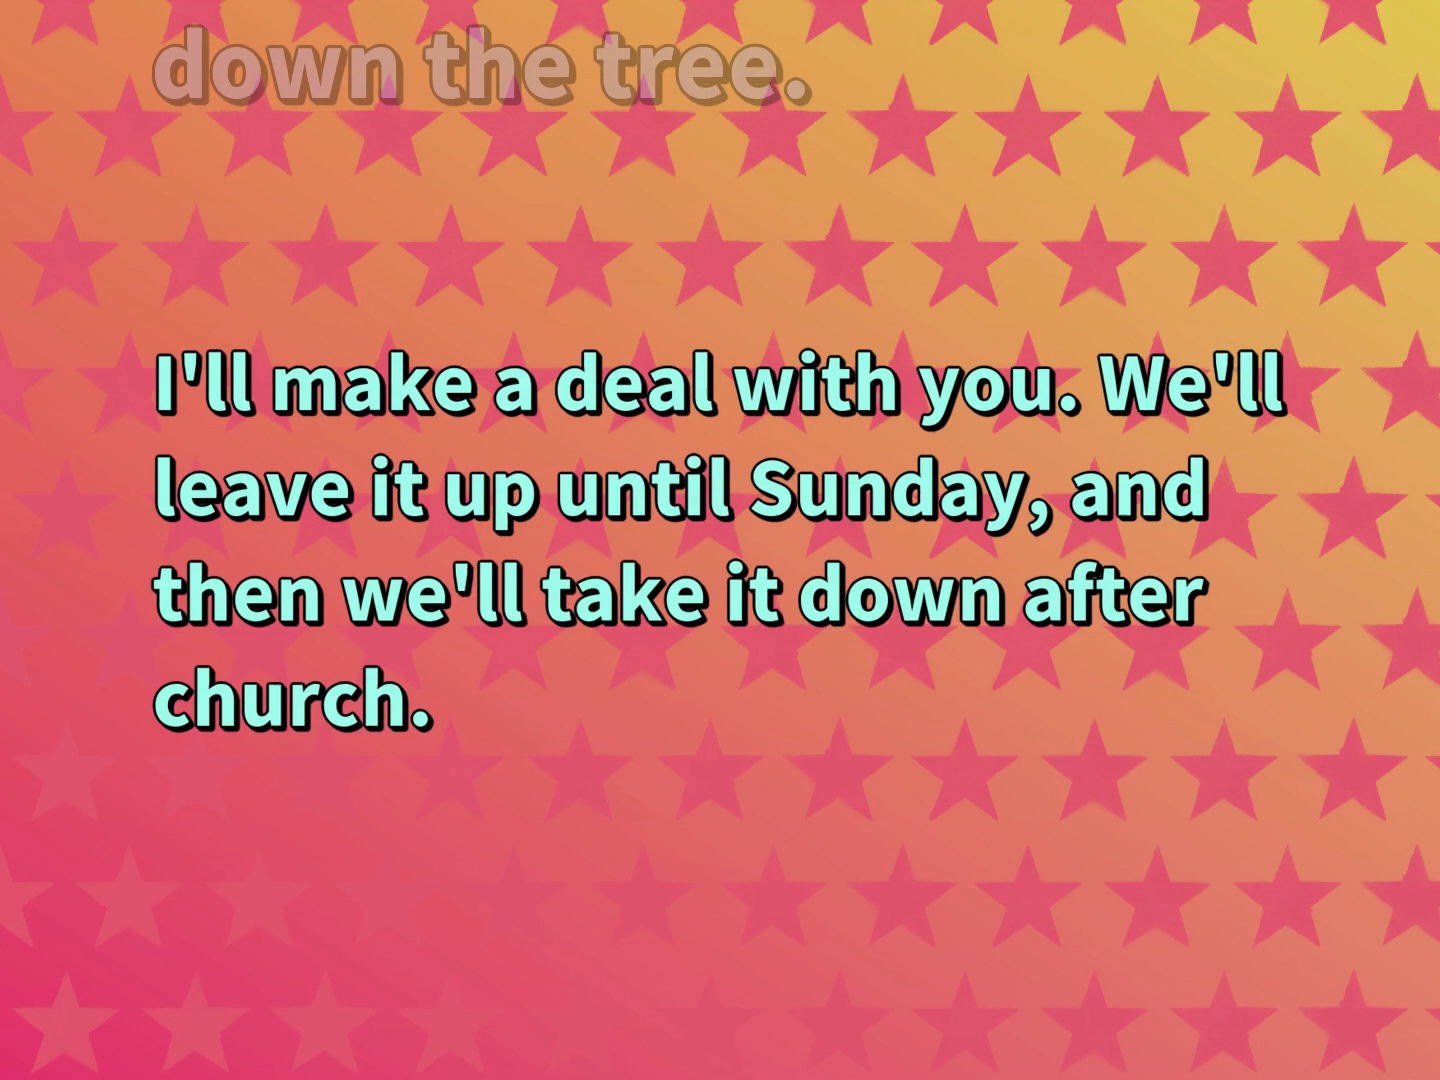 down the tree.
I'll make a deal with you. We'll
leave it up until Sunday, and
then we'll take it down after
church.